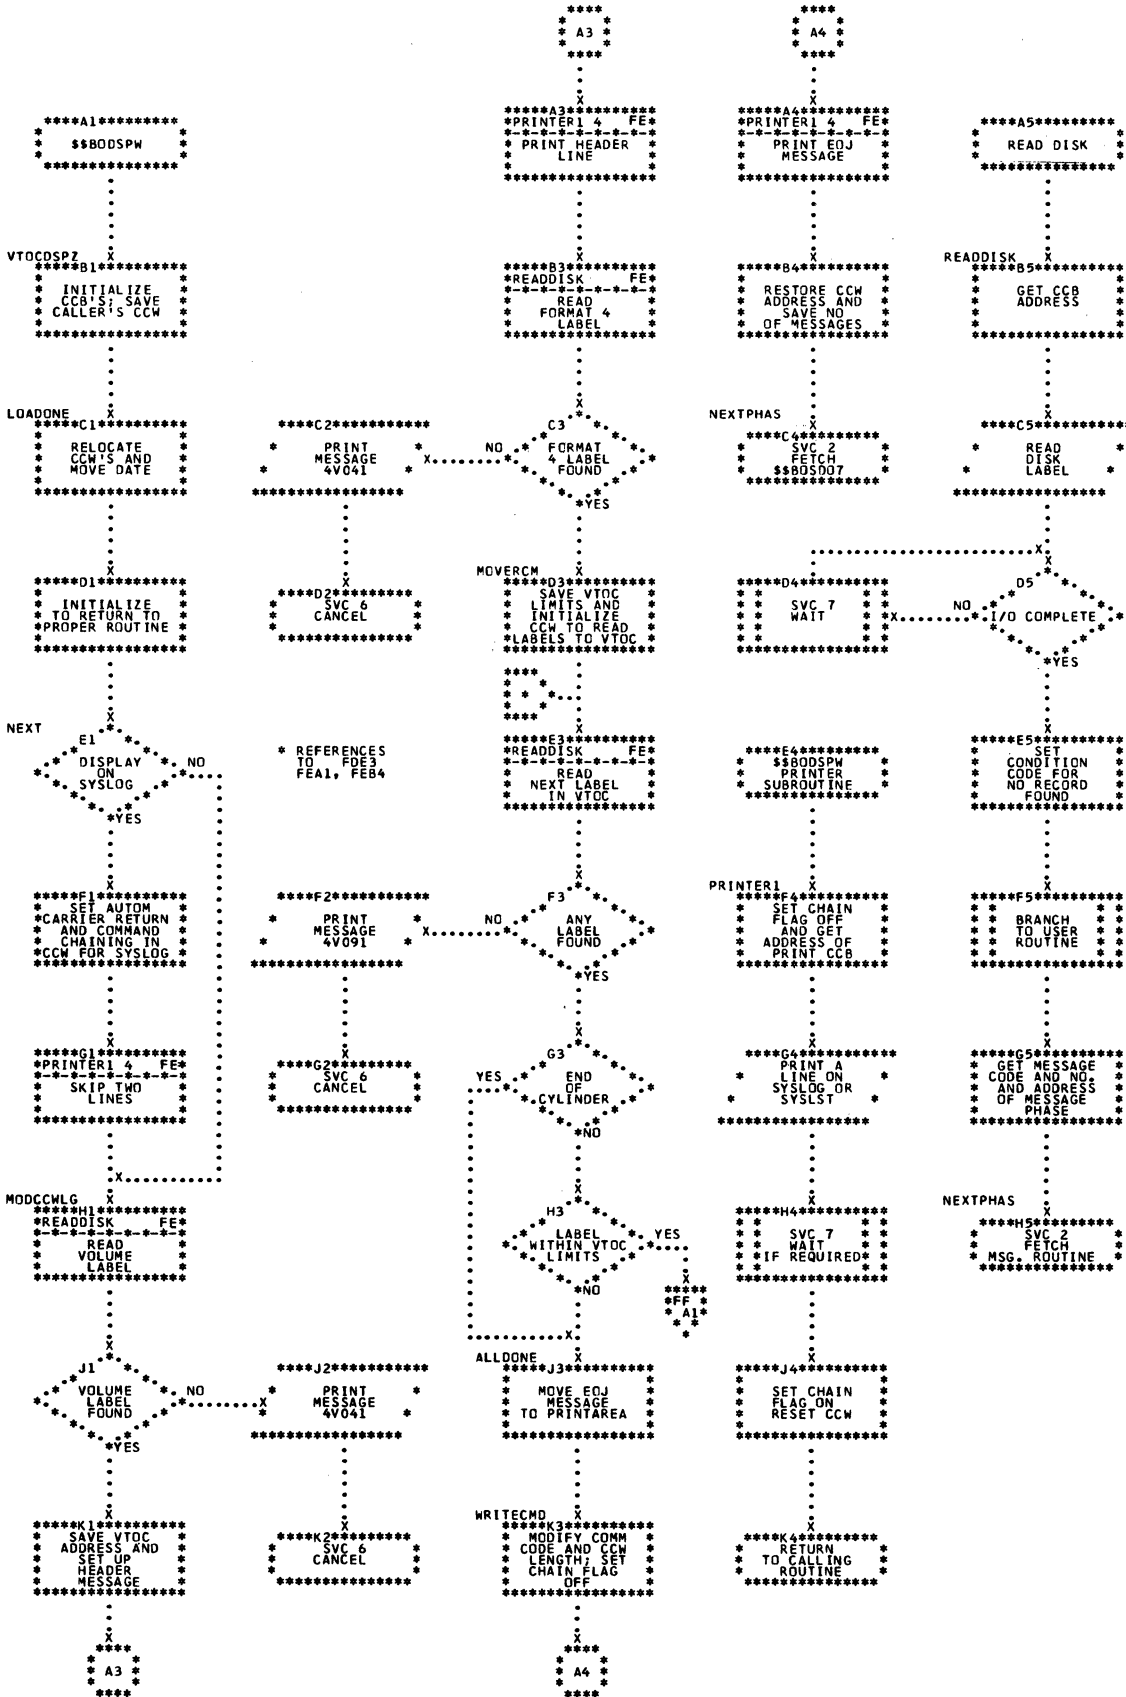 A1
$$BODSPW
VTOCDSPZ
B1
INITIALIZE
CCB'S; SAVE
CALLER'S CCW
LOADONE
C1
RELOCATE
CCW'S AND
MOVE DATE
D1
INITIALIZE
TO RETURN TO
PROPER ROUTINE
NEXT
E1
DISPLAY
ON
SYSLOG
NO
YES
F1
SET AUTOM
CARRIER RETURN
AND COMMAND
CHAINING IN
CCW FOR SYSLOG
G1
PRINTER1 4 FE
SKIP TWO
LINES
MODCCWLG
H1
READDISK FE
READ
VOLUME
LABEL
J1
VOLUME
LABEL
FOUND
NO
YES
K1
SAVE VTOC
ADDRESS AND
SET UP
HEADER
MESSAGE
A3
C2
PRINT
MESSAGE
4V04I
D2
SVC 6
CANCEL
* REFERENCES
TO FDE3
FEA1, FEB4
F2
PRINT
MESSAGE
4V09I
G2
SVC 6
CANCEL
J2
PRINT
MESSAGE
4V04I
K2
SVC 6
CANCEL
A3
A3
PRINTER1 4 FE
PRINT HEADER
LINE
B3
READDISK FE
READ
FORMAT 4
LABEL
C3
FORMAT
4 LABEL
FOUND
NO
YES
MOVERCM
D3
SAVE VTOC
LIMITS AND
INITIALIZE
CCW TO READ
LABELS TO VTOC
*
E3
READDISK FE
READ
NEXT LABEL
IN VTOC
F3
ANY
LABEL
FOUND
NO
YES
G3
END
OF
CYLINDER
YES
NO
H3
LABEL
WITHIN VTOC
LIMITS
YES
NO
FF
A1
ALLDONE
J3
MOVE EOJ
MESSAGE
TO PRINTAREA
WRITECMD
K3
MODIFY COMM
CODE AND CCW
LENGTH; SET
CHAIN FLAG
OFF
A4
A4
A4
PRINTER1 4 FE
PRINT EOJ
MESSAGE
B4
RESTORE CCW
ADDRESS AND
SAVE NO
OF MESSAGES
NEXTPHAS
C4
SVC 2
FETCH
$$BOSDO7
D4
SVC 7
WAIT
E4
$$BODSPW
PRINTER
SUBROUTINE
PRINTER1
F4
SET CHAIN
FLAG OFF
AND GET
ADDRESS OF
PRINT CCB
G4
PRINT A
LINE ON
SYSLOG OR
SYSLST
H4
SVC 7
WAIT
IF REQUIRED
J4
SET CHAIN
FLAG ON
RESET CCW
K4
RETURN
TO CALLING
ROUTINE
A5
READ DISK
READDISK
B5
GET CCB
ADDRESS
C5
READ
DISK
LABEL
D5
I/O COMPLETE
NO
YES
E5
SET
CONDITION
CODE FOR
NO RECORD
FOUND
F5
BRANCH
TO USER
ROUTINE
G5
GET MESSAGE
CODE AND NO.
AND ADDRESS
OF MESSAGE
PHASE
NEXTPHAS
H5
SVC 2
FETCH
MSG. ROUTINE